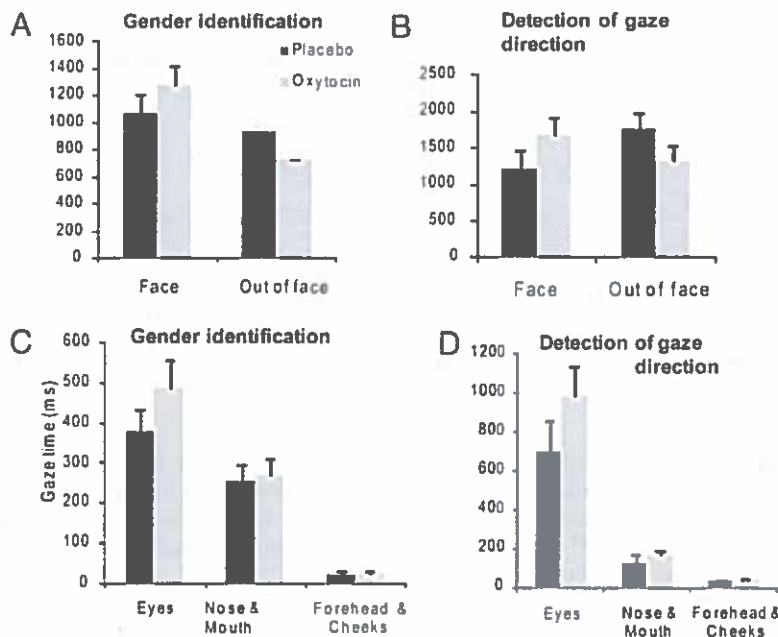 A
Gender identification
1600
1400
1200
1000
800
600
400
200
0
Placebo
Oxytocin
Face
Out of face
B
Detection of gaze
direction
2500
2000
1500
1000
500
0
Face
Out of face
C
Gender identification
Gaze time (ms)
600
500
400
300
200
100
0
Eyes
Nose &
Mouth
Forehead &
Cheeks
D
Detection of gaze
direction
1200
1000
800
600
400
200
0
Eyes
Nose &
Mouth
Forehead &
Cheeks